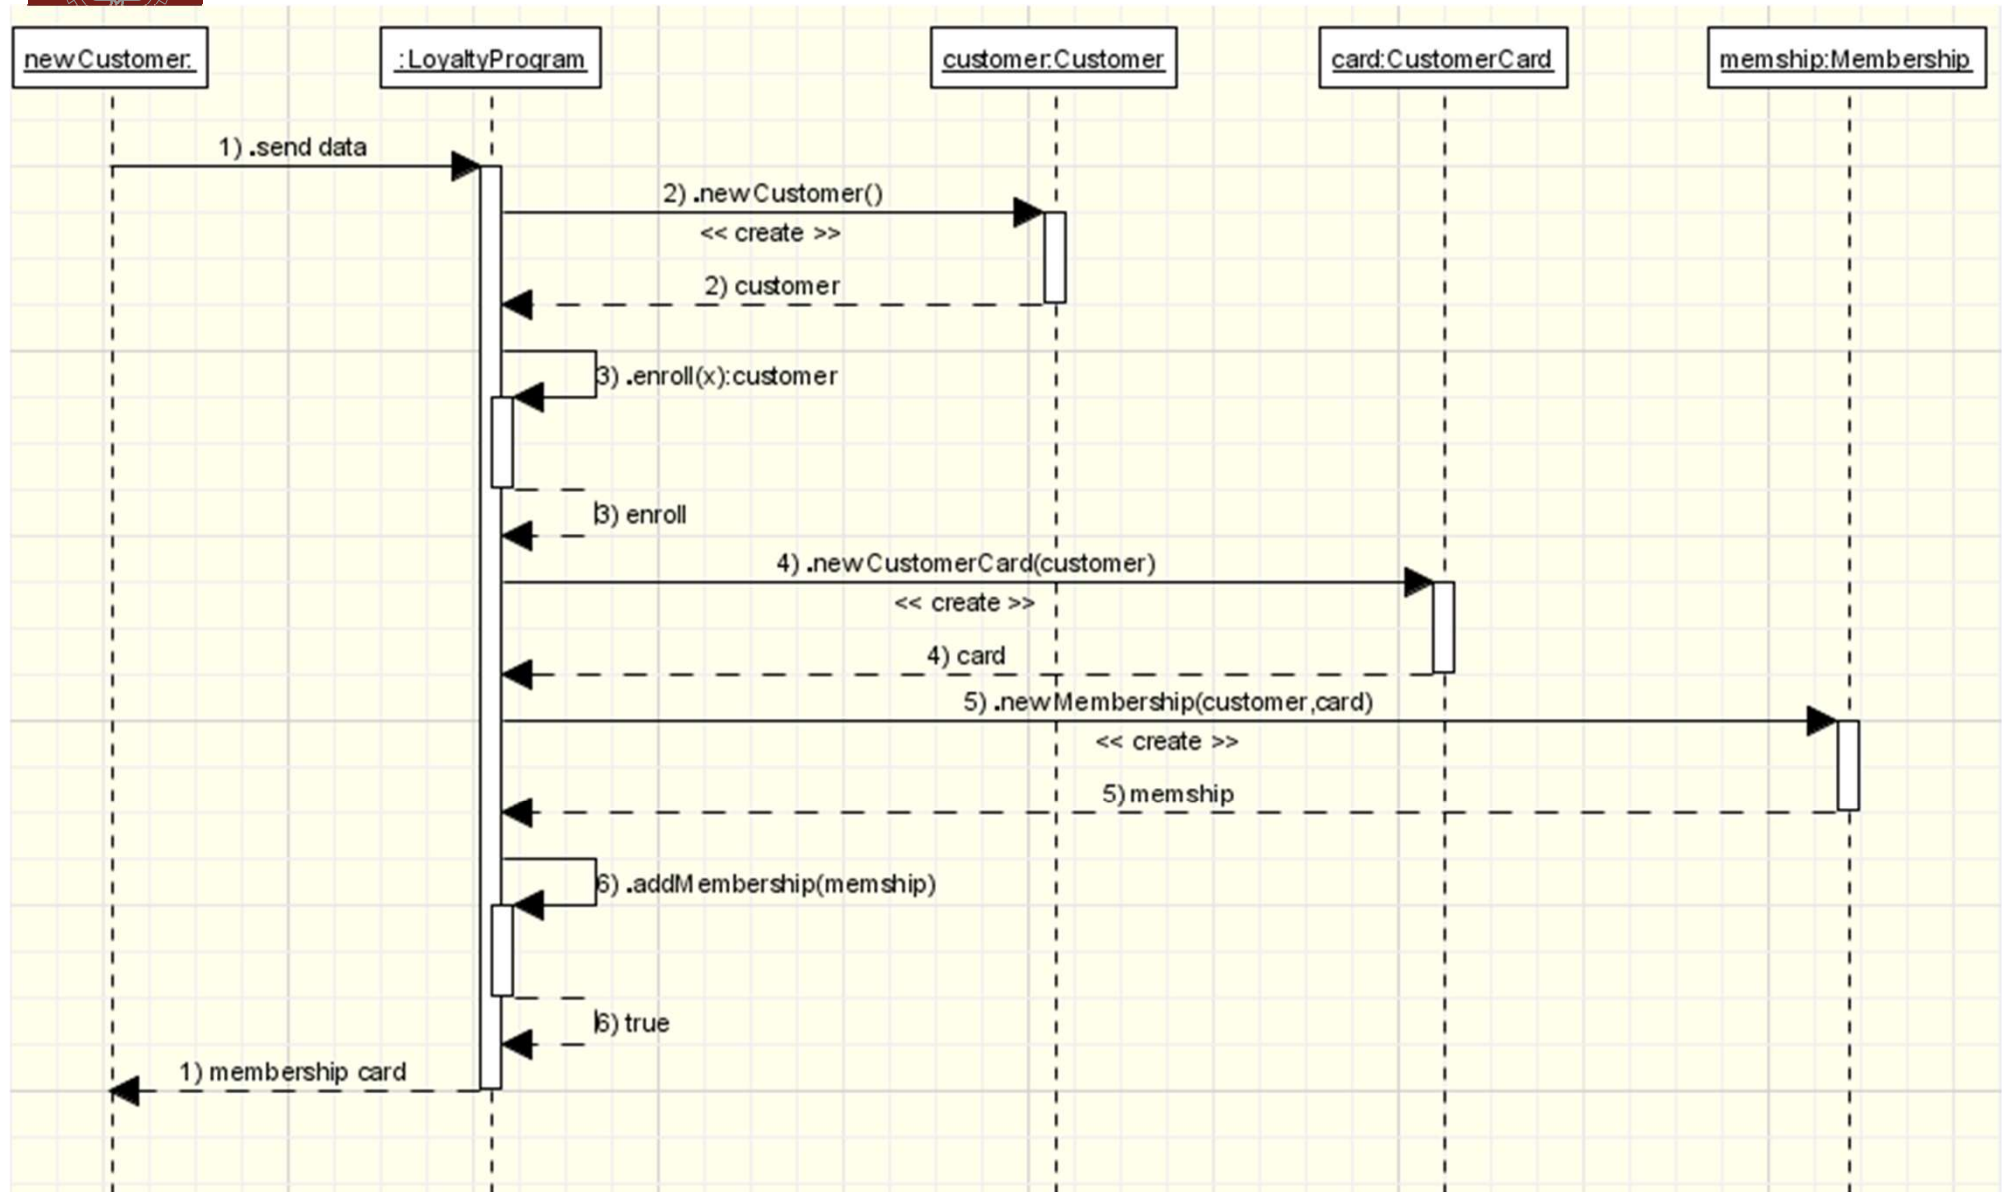 newCustomer:
:LoyaltyProgram
customer:Customer
card:CustomerCard
memship:Membership
1) .send data
2) .newCustomer()
<< create >>
2) customer
3) .enroll(x):customer
3) enroll
4) .newCustomerCard(customer)
<< create >>
4) card
5) .newMembership(customer,card)
<< create >>
5) memship
6) .addMembership(memship)
6) true
1) membership card